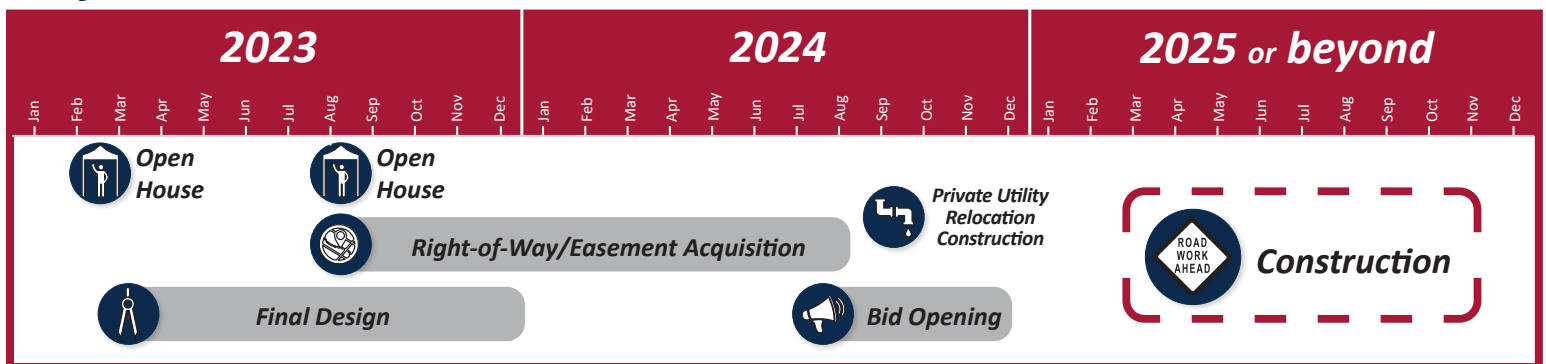 2023
2024
2025 or beyond
Jan Feb Mar Apr May Jun Jul Aug Sep Oct Nov Dec Jan Feb Mar Apr May Jun Jul Aug Sep Oct Nov Dec Jan Feb Mar Apr May Jun Jul Aug Sep Oct Nov Dec
Open
House
Open
House
Private Utility
Relocation
Construction
Right-of-Way/Easement Acquisition
ROAD
WORK
AHEAD
Construction
Final Design
Bid Opening